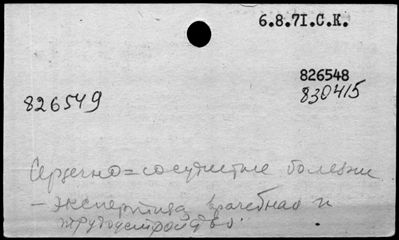 6.8.71.С.К.
826548
830415
826549
Сердечно=сосудистые болезни
— экспертиза врачебная и
трудоустройство.